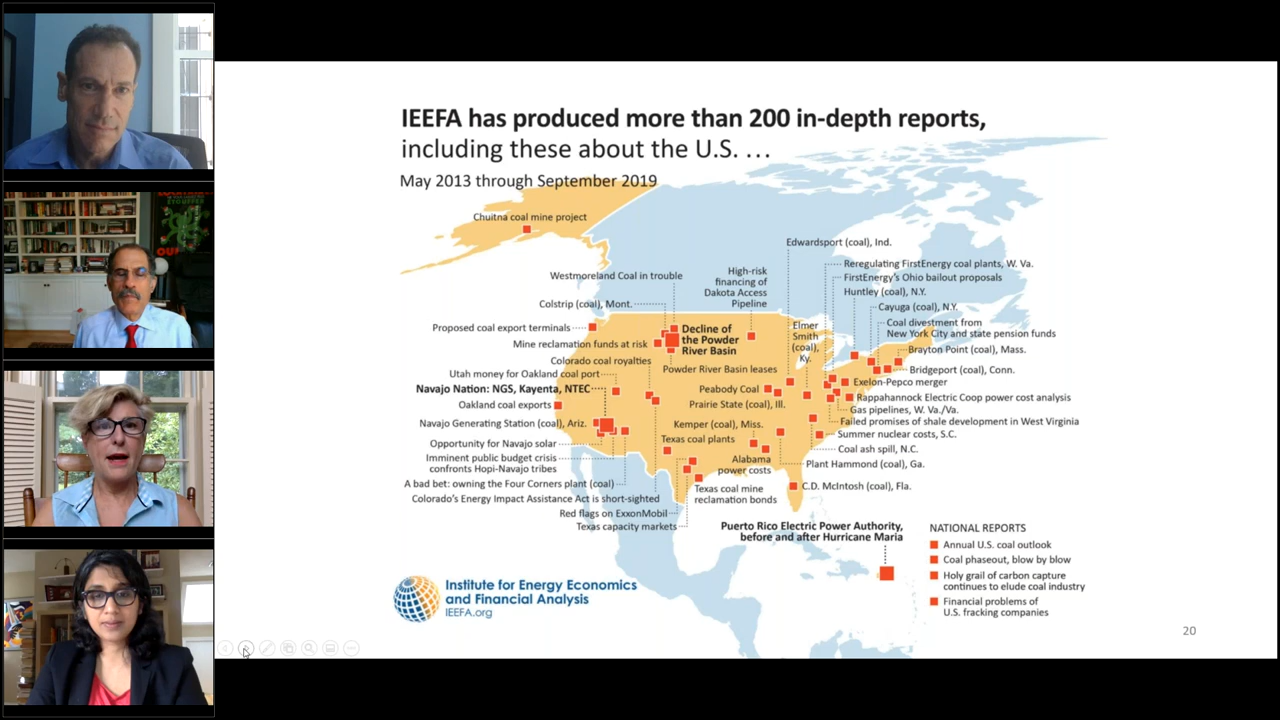 IEEFA has produced more than 200 in-depth reports,
including these about the U.S. ...
May 2013 through September 2019
Chuitna coal mine project
Edwardsport (coal), Ind.
Reregulating FirstEnergy coal plants, W. Va.
FirstEnergy's Ohio bailout proposals
Huntley (coal), N.Y.
Cayuga (coal), N.Y.
Coal divestment from
New York City and state pension funds
Brayton Point (coal), Mass.
Bridgeport (coal), Conn.
Exelon-Pepco merger
Rappahannock Electric Coop power cost analysis
Gas pipelines, W. Va./Va.
Failed promises of shale development in West Virginia
Summer nuclear costs, S.C.
Coal ash spill, N.C.
Plant Hammond (coal), Ga.
C.D. McIntosh (coal), Fla.
Westmoreland Coal in trouble
High-risk
financing of
Dakota Access
Pipeline
Colstrip (coal), Mont.
Proposed coal export terminals
Decline of
the Powder
River Basin
Elmer
Smith
(coal),
Ky.
Mine reclamation funds at risk
Colorado coal royalties
Powder River Basin leases
Utah money for Oakland coal port
Navajo Nation: NGS, Kayenta, NTEC
Peabody Coal
Oakland coal exports
Prairie State (coal), Ill.
Navajo Generating Station (coal), Ariz.
Kemper (coal), Miss.
Opportunity for Navajo solar
Texas coal plants
Imminent public budget crisis
confronts Hopi-Navajo tribes
Alabama
power costs
A bad bet: owning the Four Corners plant (coal)
Texas coal mine
reclamation bonds
Colorado's Energy Impact Assistance Act is short-sighted
Red flags on ExxonMobil
Texas capacity markets
Puerto Rico Electric Power Authority,
before and after Hurricane Maria
NATIONAL REPORTS
Annual U.S. coal outlook
Coal phaseout, blow by blow
Holy grail of carbon capture
continues to elude coal industry
Financial problems of
U.S. fracking companies
Institute for Energy Economics
and Financial Analysis
IEEFA.org
20